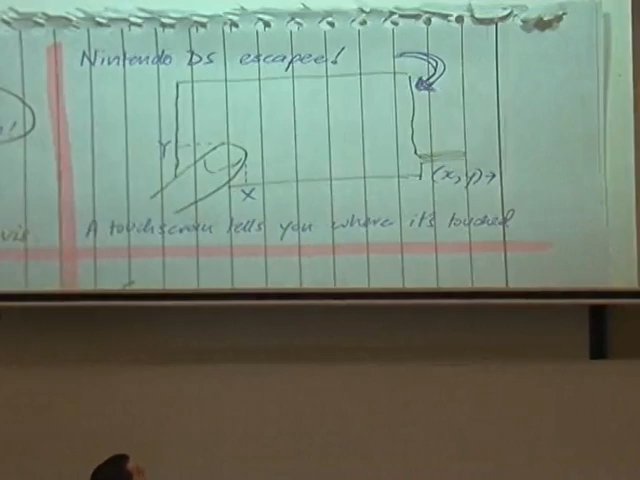 Nintendo DS escapee!
Y
X
(x,y)→
A touchscreen tells you where it's touched